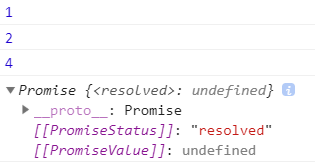 1
2
4
▼Promise {<resolved>: undefined} i
▶__proto__: Promise
[[PromiseStatus]]: "resolved"
[[PromiseValue]]: undefined